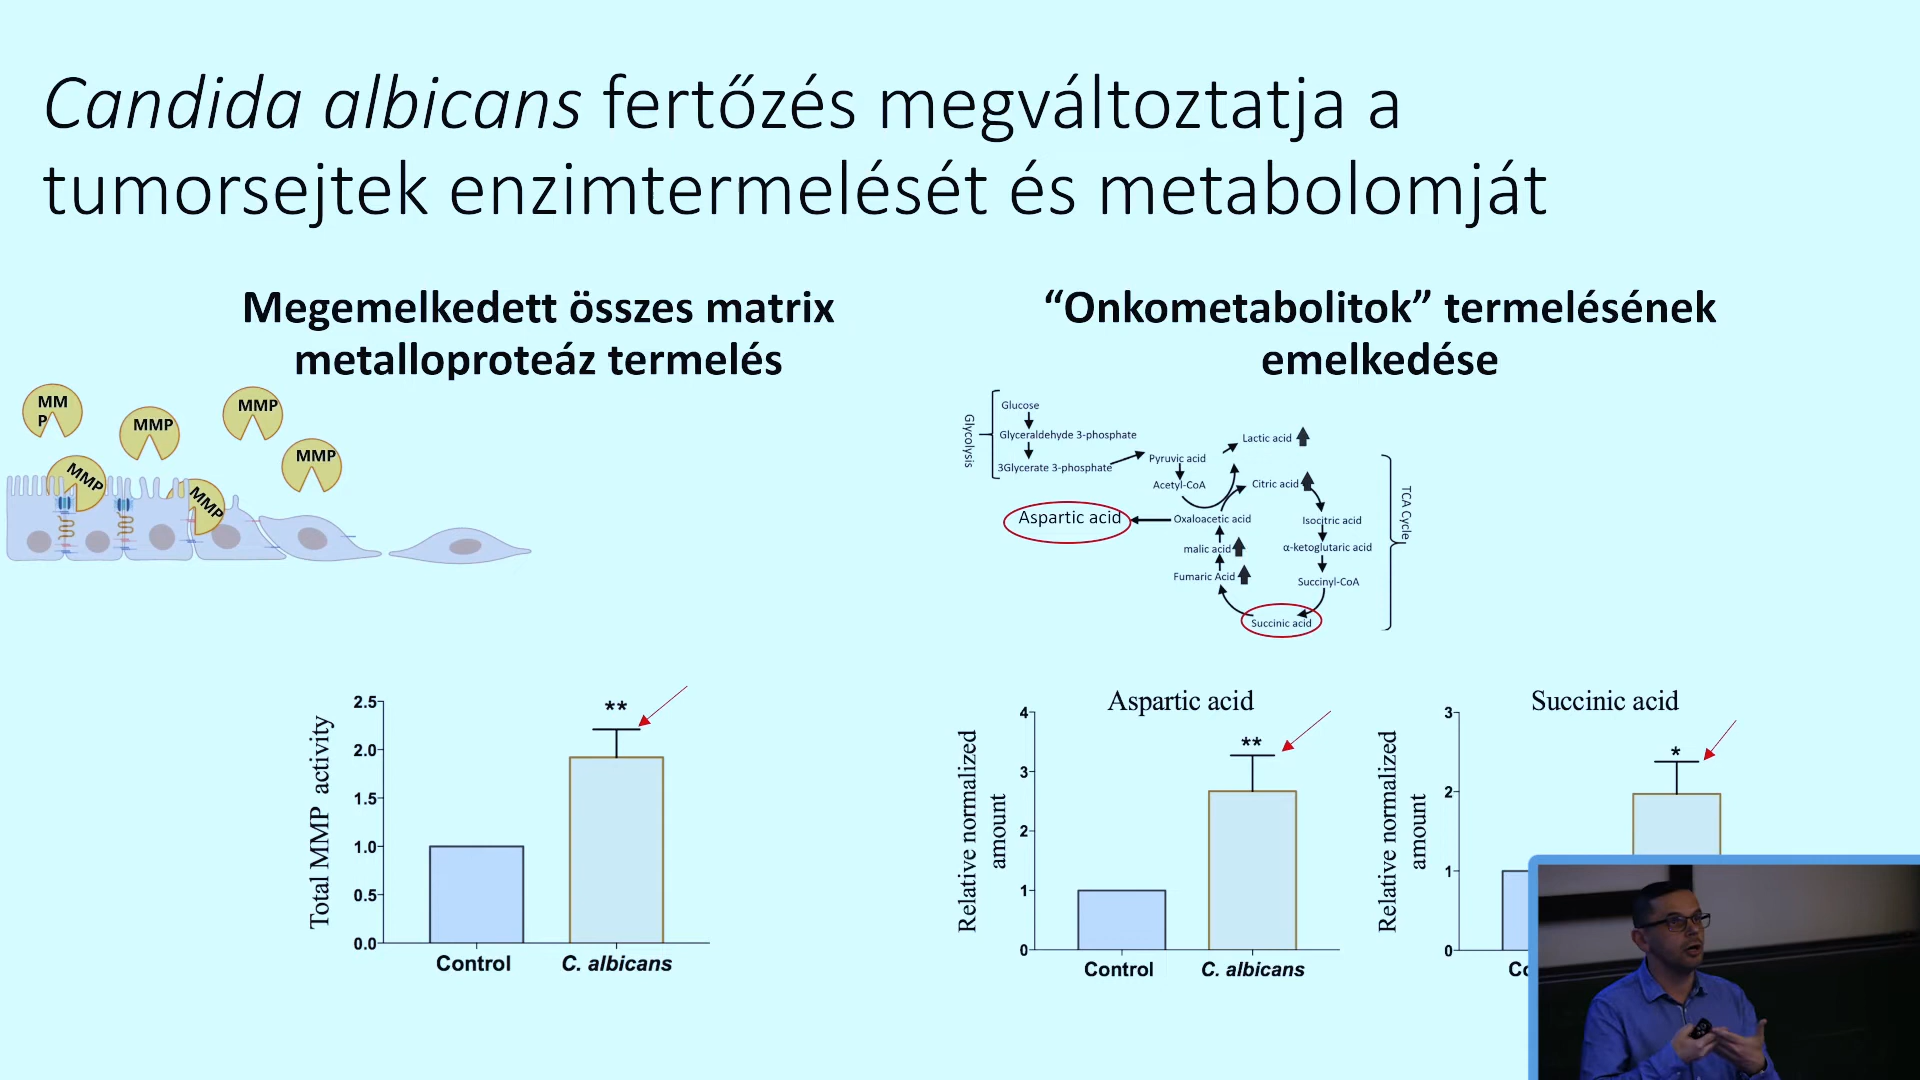 Candida albicans fertőzés megváltoztatja a
tumorsejtek enzimtermelését és metabolomját
Megemelkedett összes matrix
metalloproteáz termelés
MM
P
MMP
MMP
MMP
MMP
MMP
Total MMP activity
2.5
2.0
1.5
1.0
0.5
0.0
**
Control
C. albicans
“Onkometabolitok” termelésének
emelkedése
Glycolysis
Glucose
Glyceraldehyde 3-phosphate
3Glycerate 3-phosphate
Pyruvic acid
Lactic acid
Acetyl-CoA
Citric acid
Aspartic acid
Oxaloacetic acid
Isocitric acid
malic acid
α-ketoglutaric acid
Fumaric Acid
Succinyl-CoA
Succinic acid
TCA Cycle
Aspartic acid
Relative normalized
amount
4
3
2
1
0
**
Control
C. albicans
Succinic acid
Relative normalized
amount
3
2
1
0
*
Co